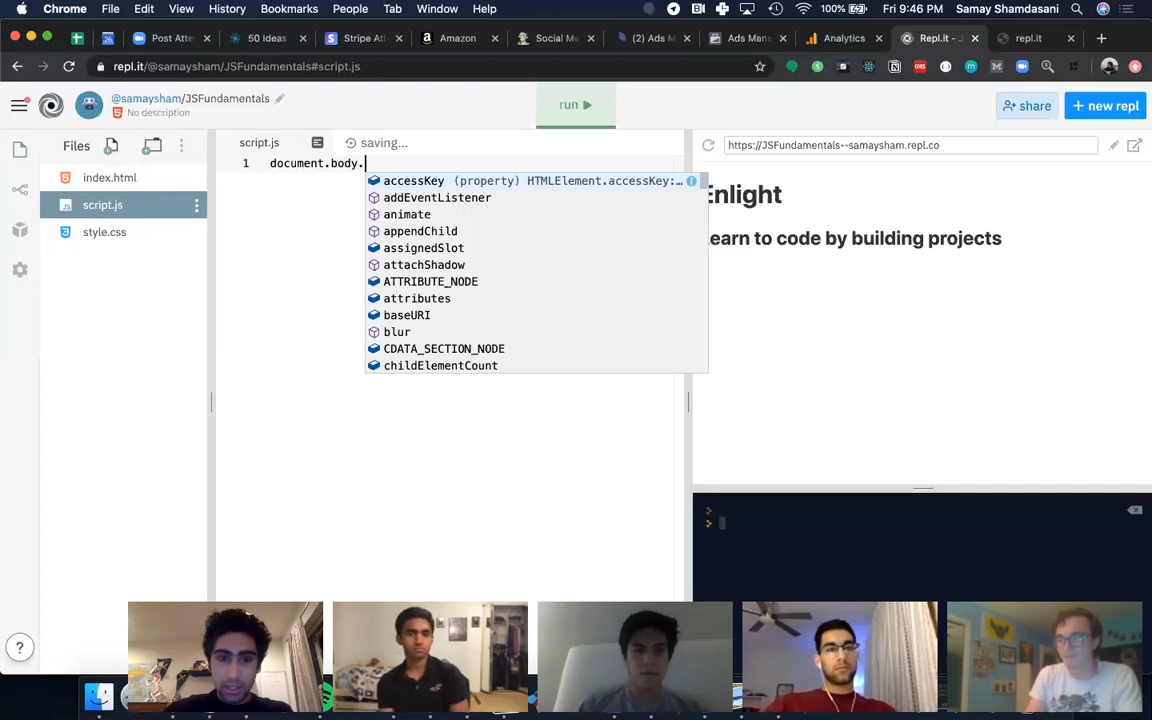 Chrome File Edit View History Bookmarks People Tab Window Help 100% Fri 9:46 PM Samay Shamdasani
26 Post Atte 50 Ideas Stripe Atl Amazon Social Me (2) Ads M Ads Mana Analytics Repl.it - J repl.it
repl.it/@samaysham/JSFundamentals#script.js
@samaysham/JSFundamentals
No description
run
share
+ new repl
Files
script.js
saving...
https://JSFundamentals--samaysham.repl.co
index.html
script.js
style.css
1 document.body.
accessKey (property) HTMLElement.accessKey:…
addEventListener
animate
appendChild
assignedSlot
attachShadow
ATTRIBUTE_NODE
attributes
baseURI
blur
CDATA_SECTION_NODE
childElementCount
Enlight
Learn to code by building projects
>
>
?